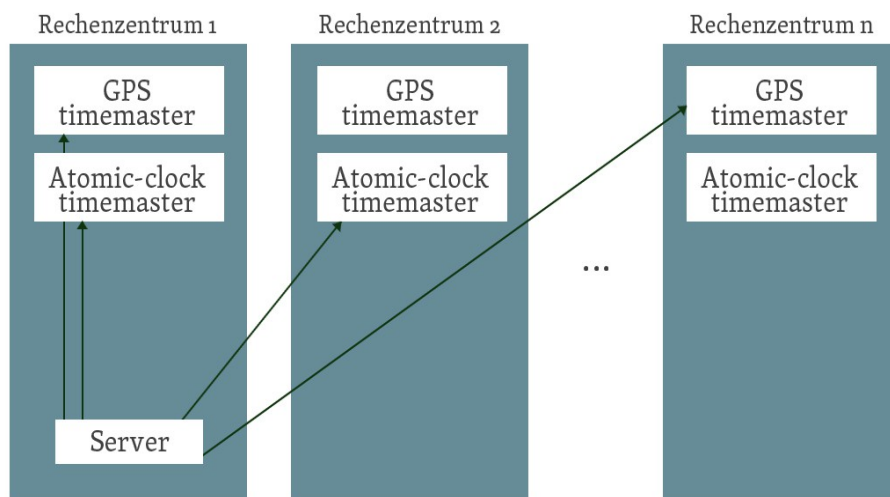 Rechenzentrum 1
Rechenzentrum 2
Rechenzentrum n
GPS
timemaster
GPS
timemaster
GPS
timemaster
Atomic-clock
timemaster
Atomic-clock
timemaster
Atomic-clock
timemaster
...
Server